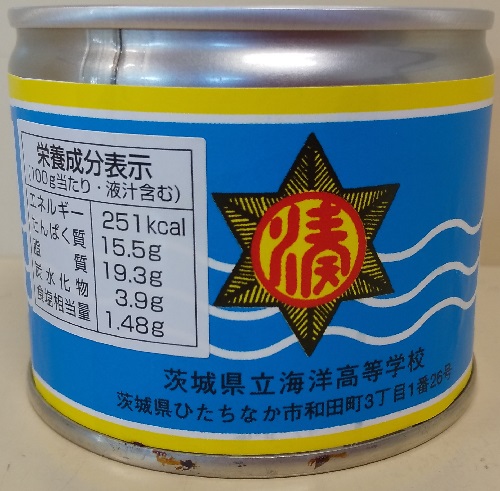 栄養成分表示
(100g当たり・液汁含む)
エネルギー 251kcal
たんぱく質 15.5g
脂質 19.3g
炭水化物 3.9g
食塩相当量 1.48g
茨城県立海洋高等学校
茨城県ひたちなか市和田町3丁目1番26号